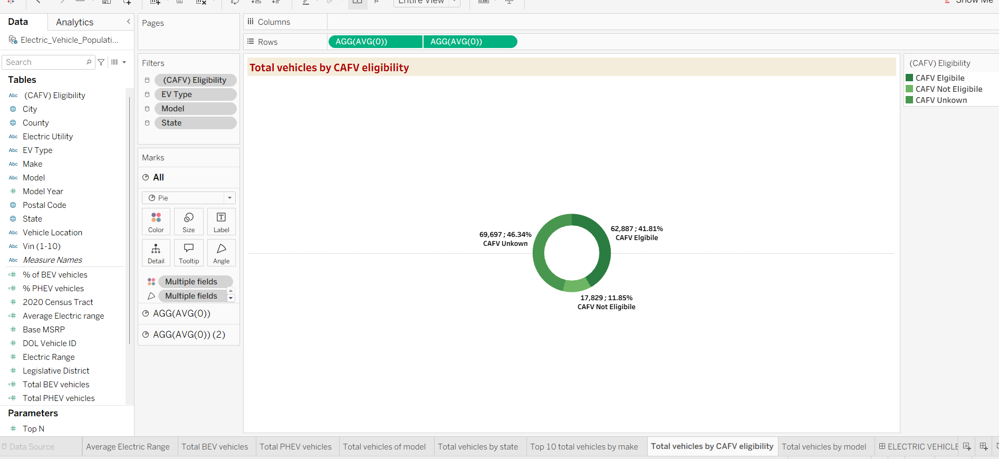 Entire View
Show Me
Data
Analytics
Pages
Columns
Electric_Vehicle_Populati...
Rows
AGG(AVG(0))
AGG(AVG(0))
Search
Filters
Total vehicles by CAFV eligibility
(CAFV) Eligibility
Tables
(CAFV) Eligibility
EV Type
Model
State
CAFV Elgibile
CAFV Not Eligibile
CAFV Unkown
Abc (CAFV) Eligibility
City
County
Abc Electric Utility
Abc EV Type
Abc Make
Abc Model
# Model Year
Postal Code
State
Abc Vehicle Location
Abc Vin (1-10)
Abc Measure Names
=# % of BEV vehicles
=# % PHEV vehicles
# 2020 Census Tract
=# Average Electric range
# Base MSRP
# DOL Vehicle ID
# Electric Range
# Legislative District
=# Total BEV vehicles
=# Total PHEV vehicles
Parameters
# Top N
Marks
All
Pie
Color
Size
T
Label
Detail
Tooltip
Angle
Multiple fields
Multiple fields
AGG(AVG(0))
AGG(AVG(0)) (2)
69,697 ; 46.34%
CAFV Unkown
62,887 ; 41.81%
CAFV Elgibile
17,829 ; 11.85%
CAFV Not Eligibile
Data Source
Average Electric Range
Total BEV vehicles
Total PHEV vehicles
Total vehicles of model
Total vehicles by state
Top 10 total vehicles by make
Total vehicles by CAFV eligibility
Total vehicles by model
ELECTRIC VEHICLE